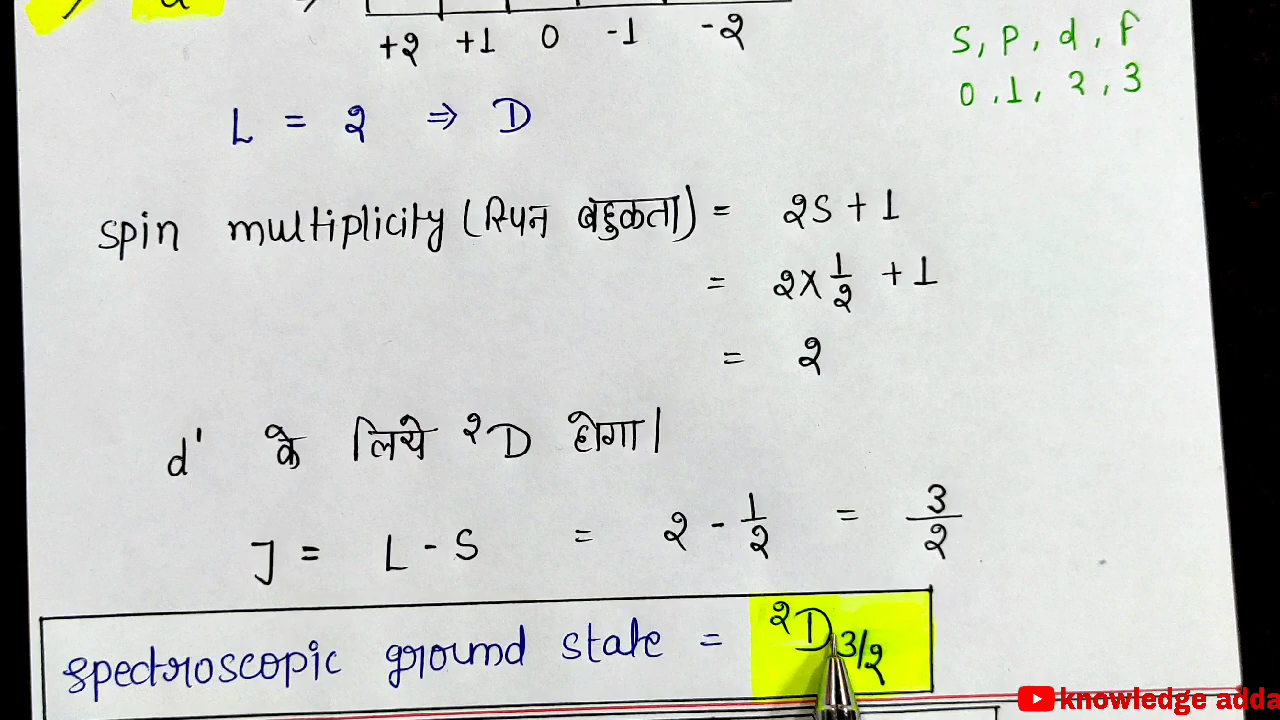 +2 +1 0 -1 -2
s, p, d, f
0, 1, 2, 3
L = 2 ⇒ D
spin multiplicity (स्पिन बहुकता) = 2S + 1
= 2 × 1/2 + 1
= 2
d¹ के लिये ²D होगा।
J = L - S = 2 - 1/2 = 3/2
spectroscopic ground state = ²D3/2
knowledge adda